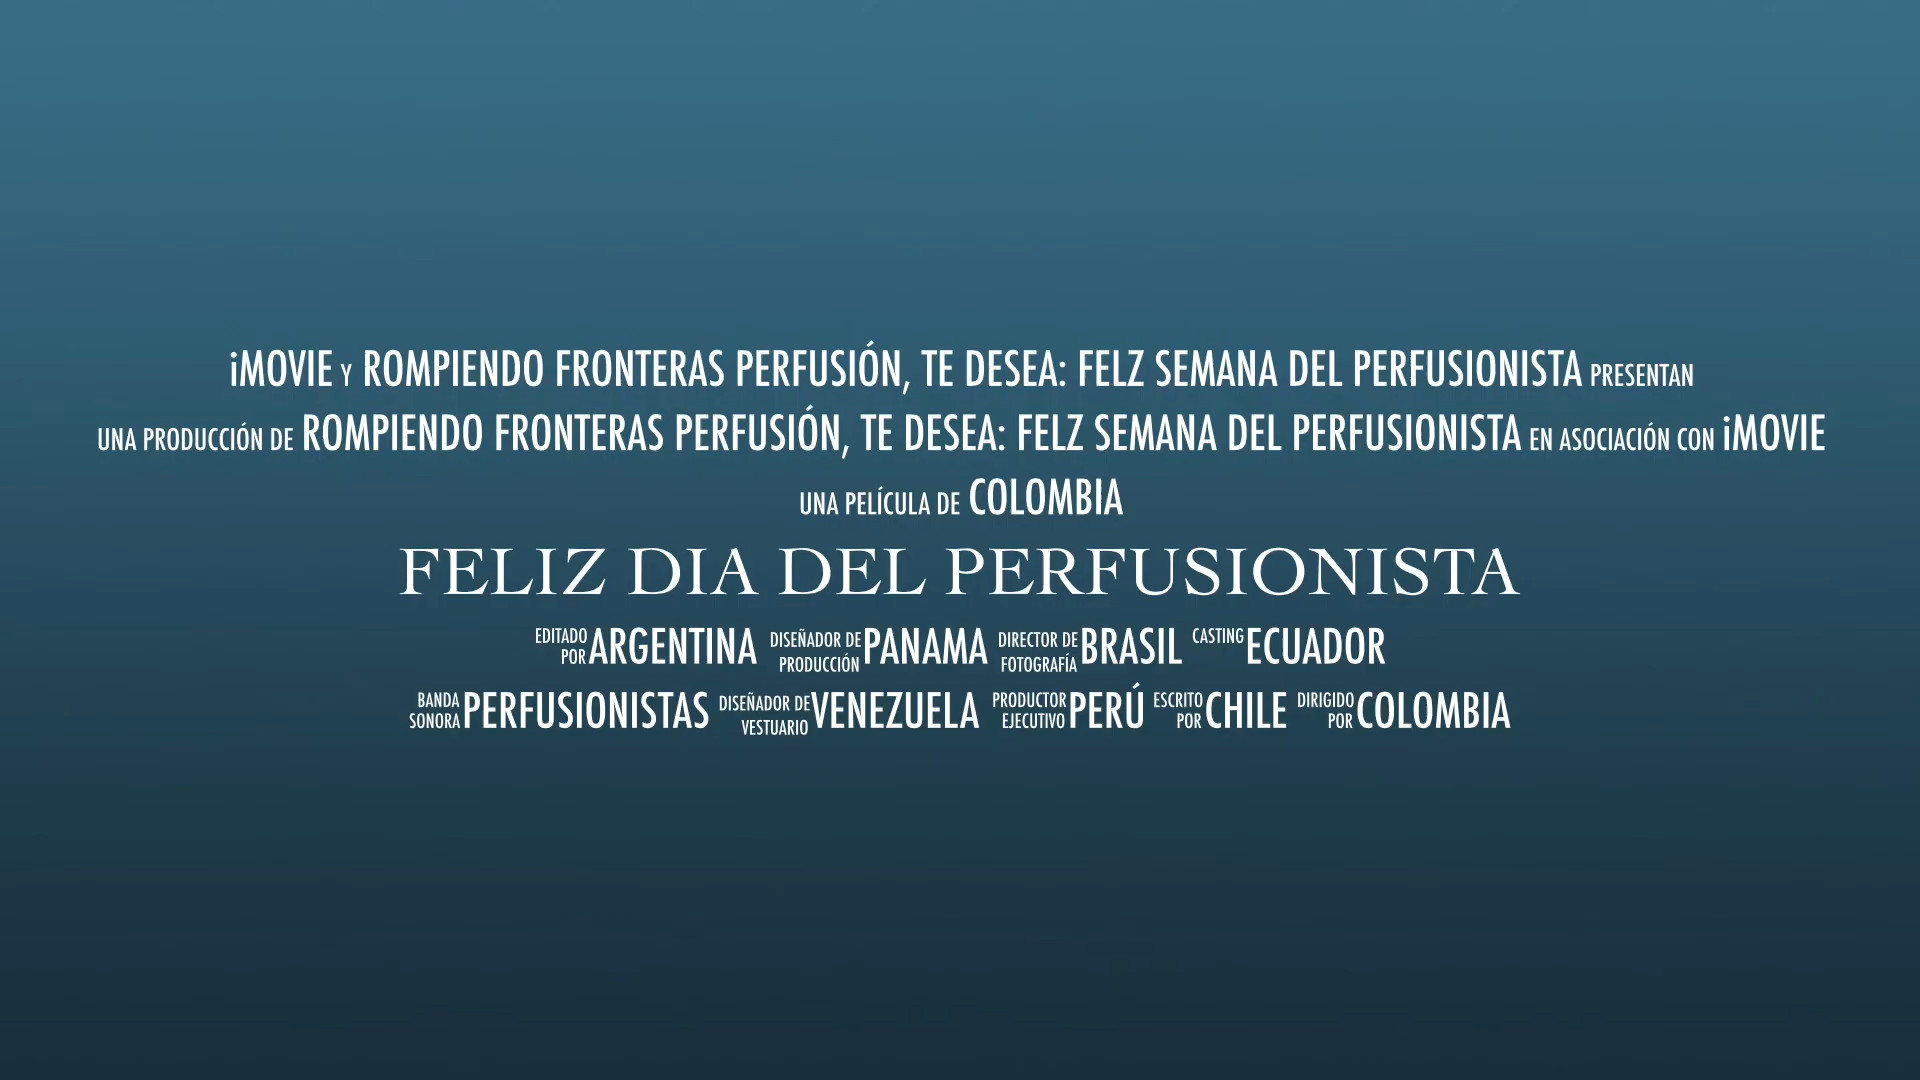 iMOVIE Y ROMPIENDO FRONTERAS PERFUSIÓN, TE DESEA: FELZ SEMANA DEL PERFUSIONISTA PRESENTAN
UNA PRODUCCIÓN DE ROMPIENDO FRONTERAS PERFUSIÓN, TE DESEA: FELZ SEMANA DEL PERFUSIONISTA EN ASOCIACIÓN CON iMOVIE
UNA PELÍCULA DE COLOMBIA
FELIZ DIA DEL PERFUSIONISTA
EDITADO POR ARGENTINA DISEÑADOR DE PRODUCCIÓN PANAMA DIRECTOR DE FOTOGRAFÍA BRASIL CASTING ECUADOR
BANDA SONORA PERFUSIONISTAS DISEÑADOR DE VESTUARIO VENEZUELA PRODUCTOR EJECUTIVO PERÚ ESCRITO POR CHILE DIRIGIDO POR COLOMBIA